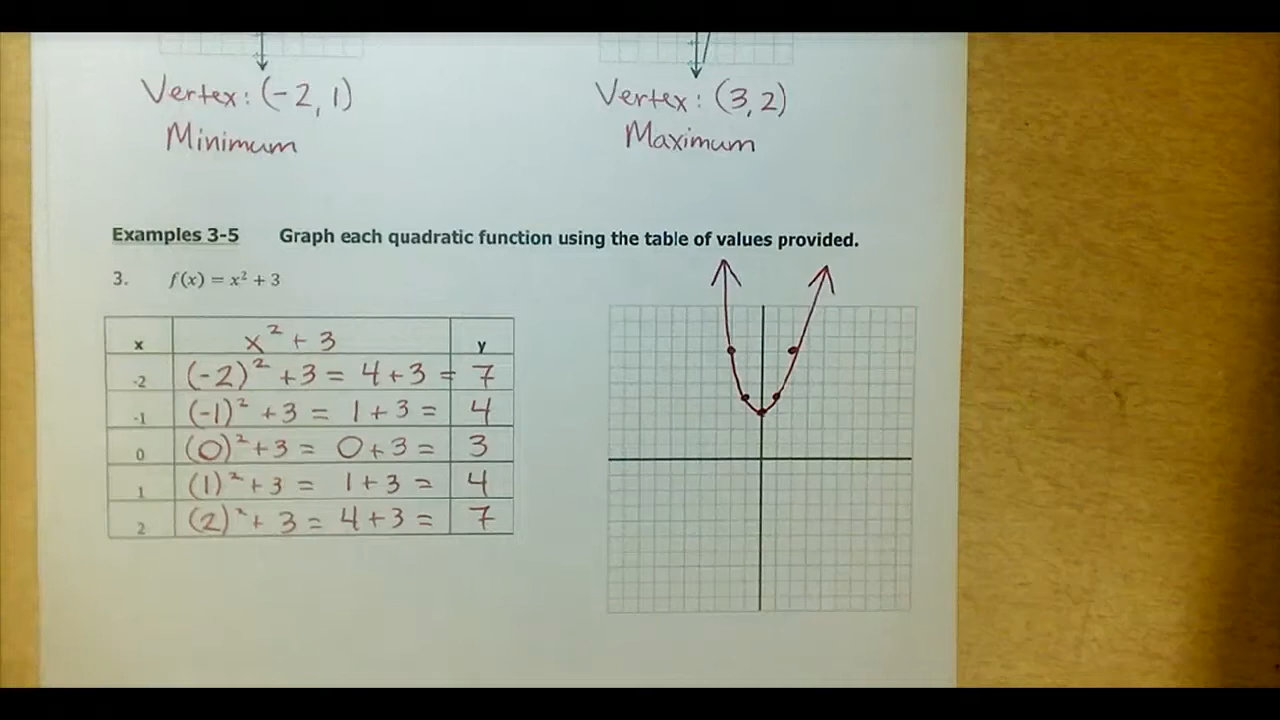 Vertex: (-2, 1) Vertex: (3, 2)
Minimum Maximum
Examples 3-5 Graph each quadratic function using the table of values provided.
3. f(x) = x² + 3
x x² + 3 y
-2 (-2)² + 3 = 4 + 3 = 7
-1 (-1)² + 3 = 1 + 3 = 4
0 (0)² + 3 = 0 + 3 = 3
1 (1)² + 3 = 1 + 3 = 4
2 (2)² + 3 = 4 + 3 = 7